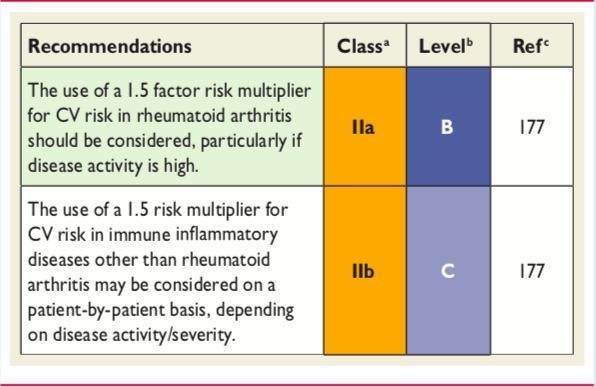 Recommendations Classᵃ Levelᵇ Refᶜ
The use of a 1.5 factor risk multiplier
for CV risk in rheumatoid arthritis
should be considered, particularly if
disease activity is high.
IIa B 177
The use of a 1.5 risk multiplier for
CV risk in immune inflammatory
diseases other than rheumatoid
arthritis may be considered on a
patient-by-patient basis, depending
on disease activity/severity.
IIb C 177